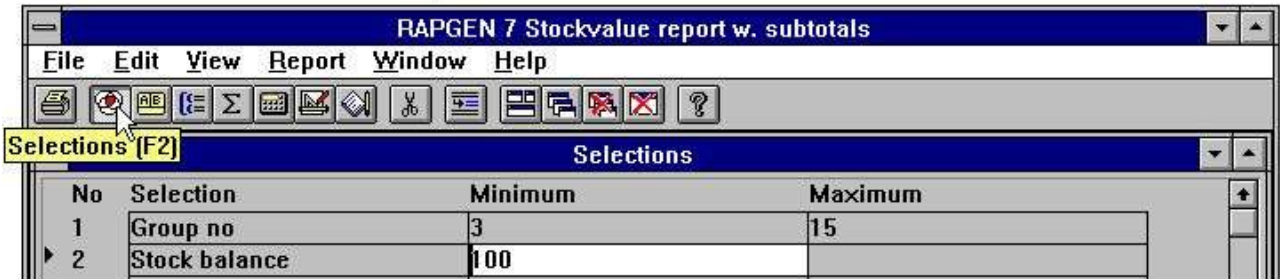 RAPGEN 7 Stockvalue report w. subtotals
File Edit View Report Window Help
AB
Σ
?
Selections (F2)
Selections
No Selection Minimum Maximum
1 Group no 3 15
2 Stock balance 100